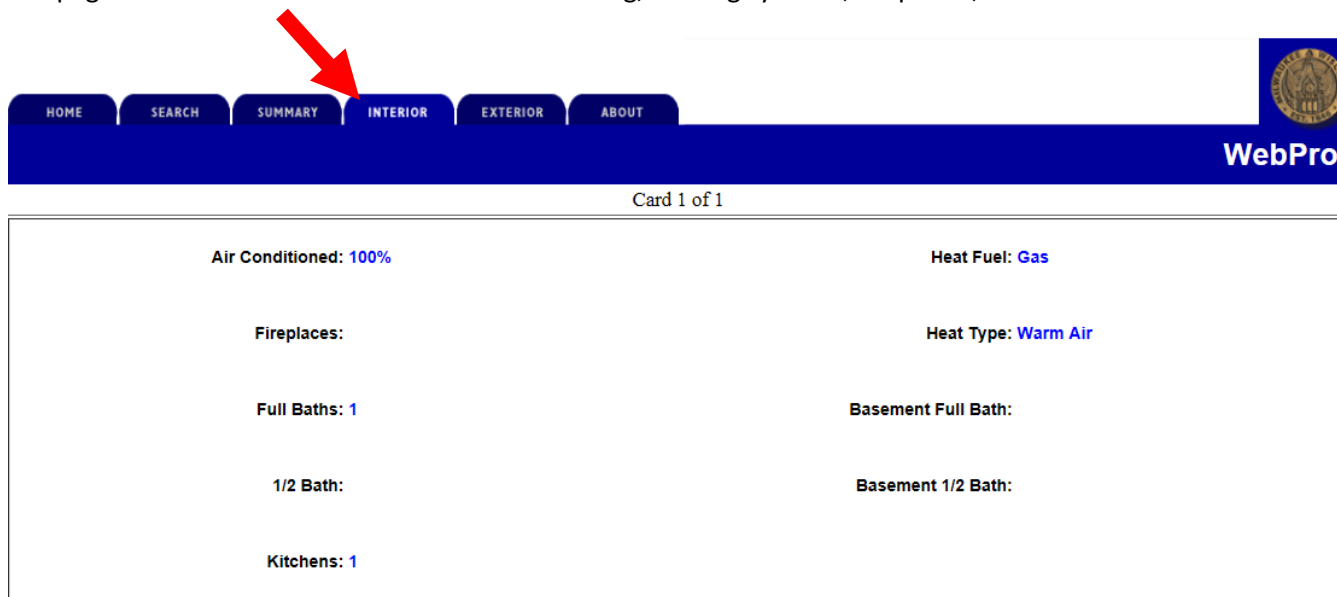 HOME SEARCH SUMMARY INTERIOR EXTERIOR ABOUT
WebPro
Card 1 of 1
Air Conditioned: 100% Heat Fuel: Gas
Fireplaces: Heat Type: Warm Air
Full Baths: 1 Basement Full Bath:
1/2 Bath: Basement 1/2 Bath:
Kitchens: 1